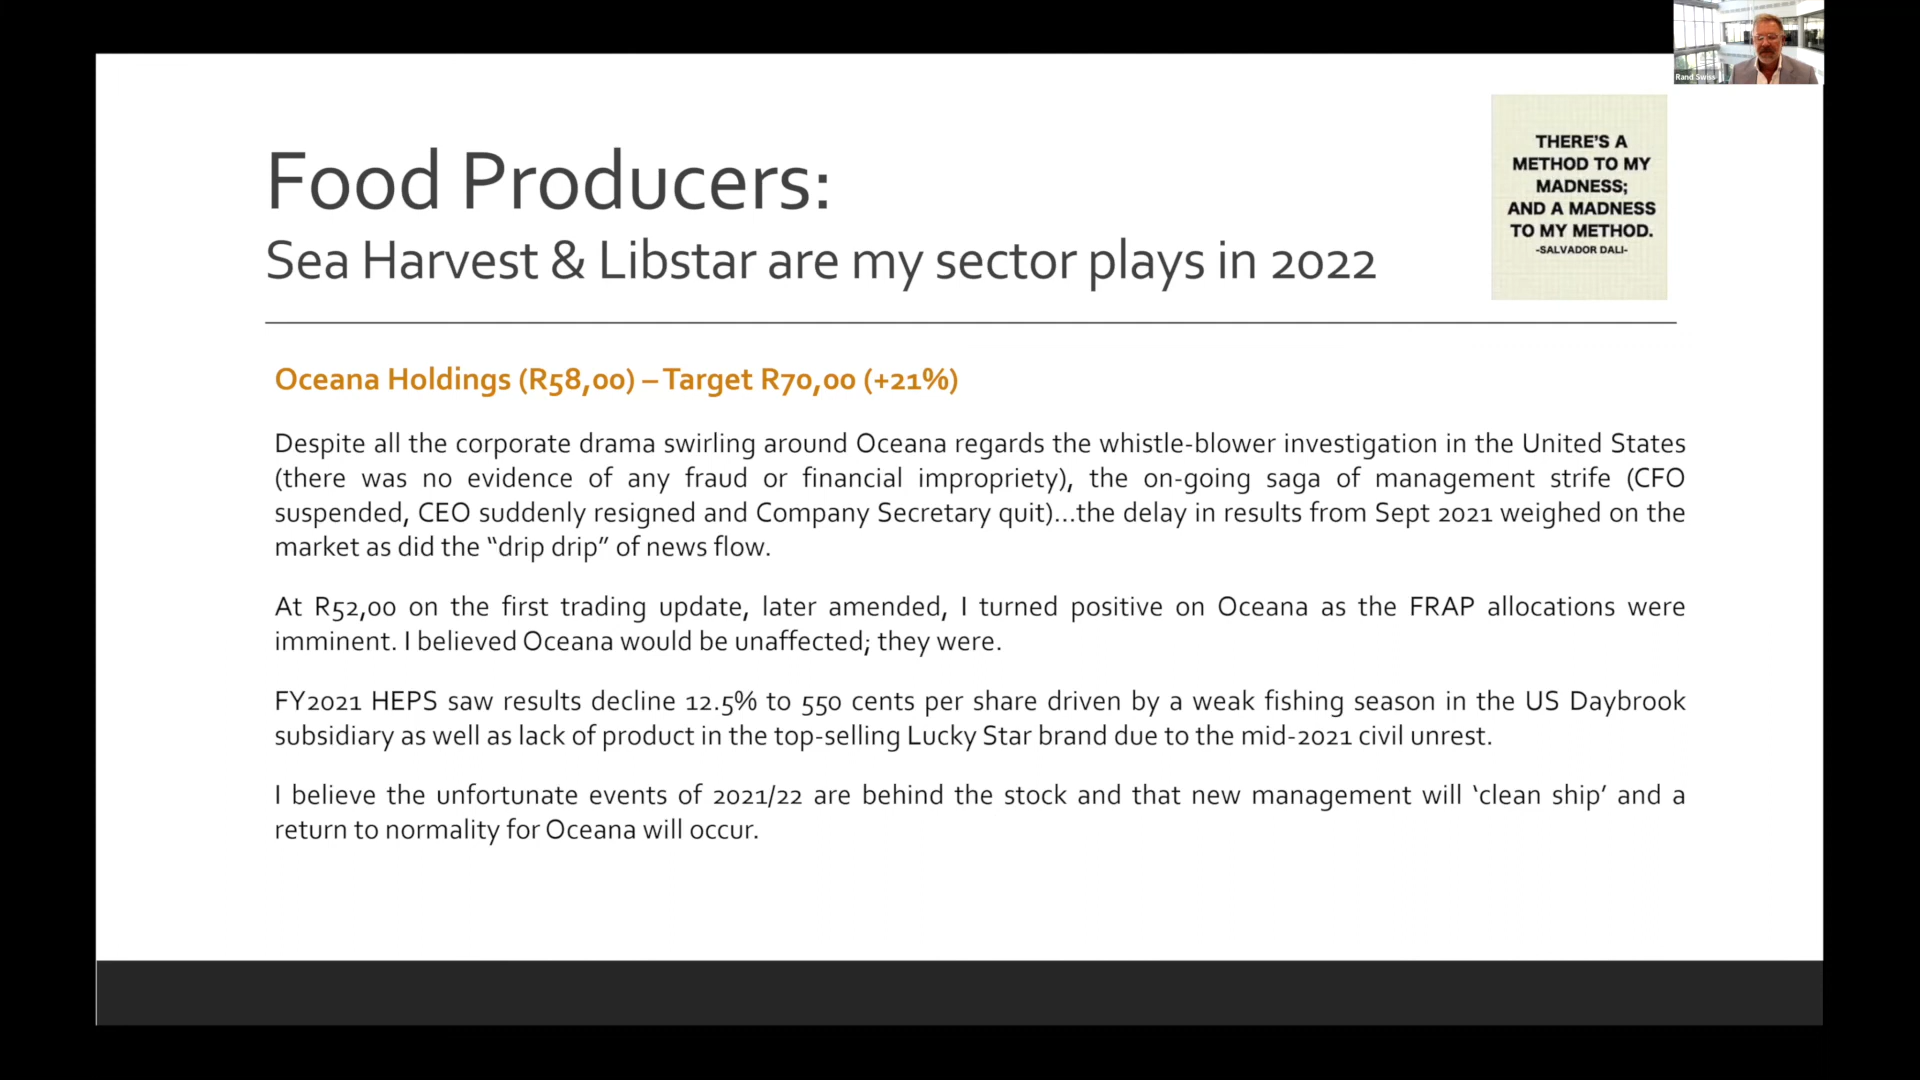 Rand Swiss
THERE'S A
METHOD TO MY
MADNESS;
AND A MADNESS
TO MY METHOD.
-SALVADOR DALI-
Food Producers:
Sea Harvest & Libstar are my sector plays in 2022
Oceana Holdings (R58,00) – Target R70,00 (+21%)
Despite all the corporate drama swirling around Oceana regards the whistle-blower investigation in the United States
(there was no evidence of any fraud or financial impropriety), the on-going saga of management strife (CFO
suspended, CEO suddenly resigned and Company Secretary quit)...the delay in results from Sept 2021 weighed on the
market as did the “drip drip” of news flow.
At R52,00 on the first trading update, later amended, I turned positive on Oceana as the FRAP allocations were
imminent. I believed Oceana would be unaffected; they were.
FY2021 HEPS saw results decline 12.5% to 550 cents per share driven by a weak fishing season in the US Daybrook
subsidiary as well as lack of product in the top-selling Lucky Star brand due to the mid-2021 civil unrest.
I believe the unfortunate events of 2021/22 are behind the stock and that new management will ‘clean ship’ and a
return to normality for Oceana will occur.